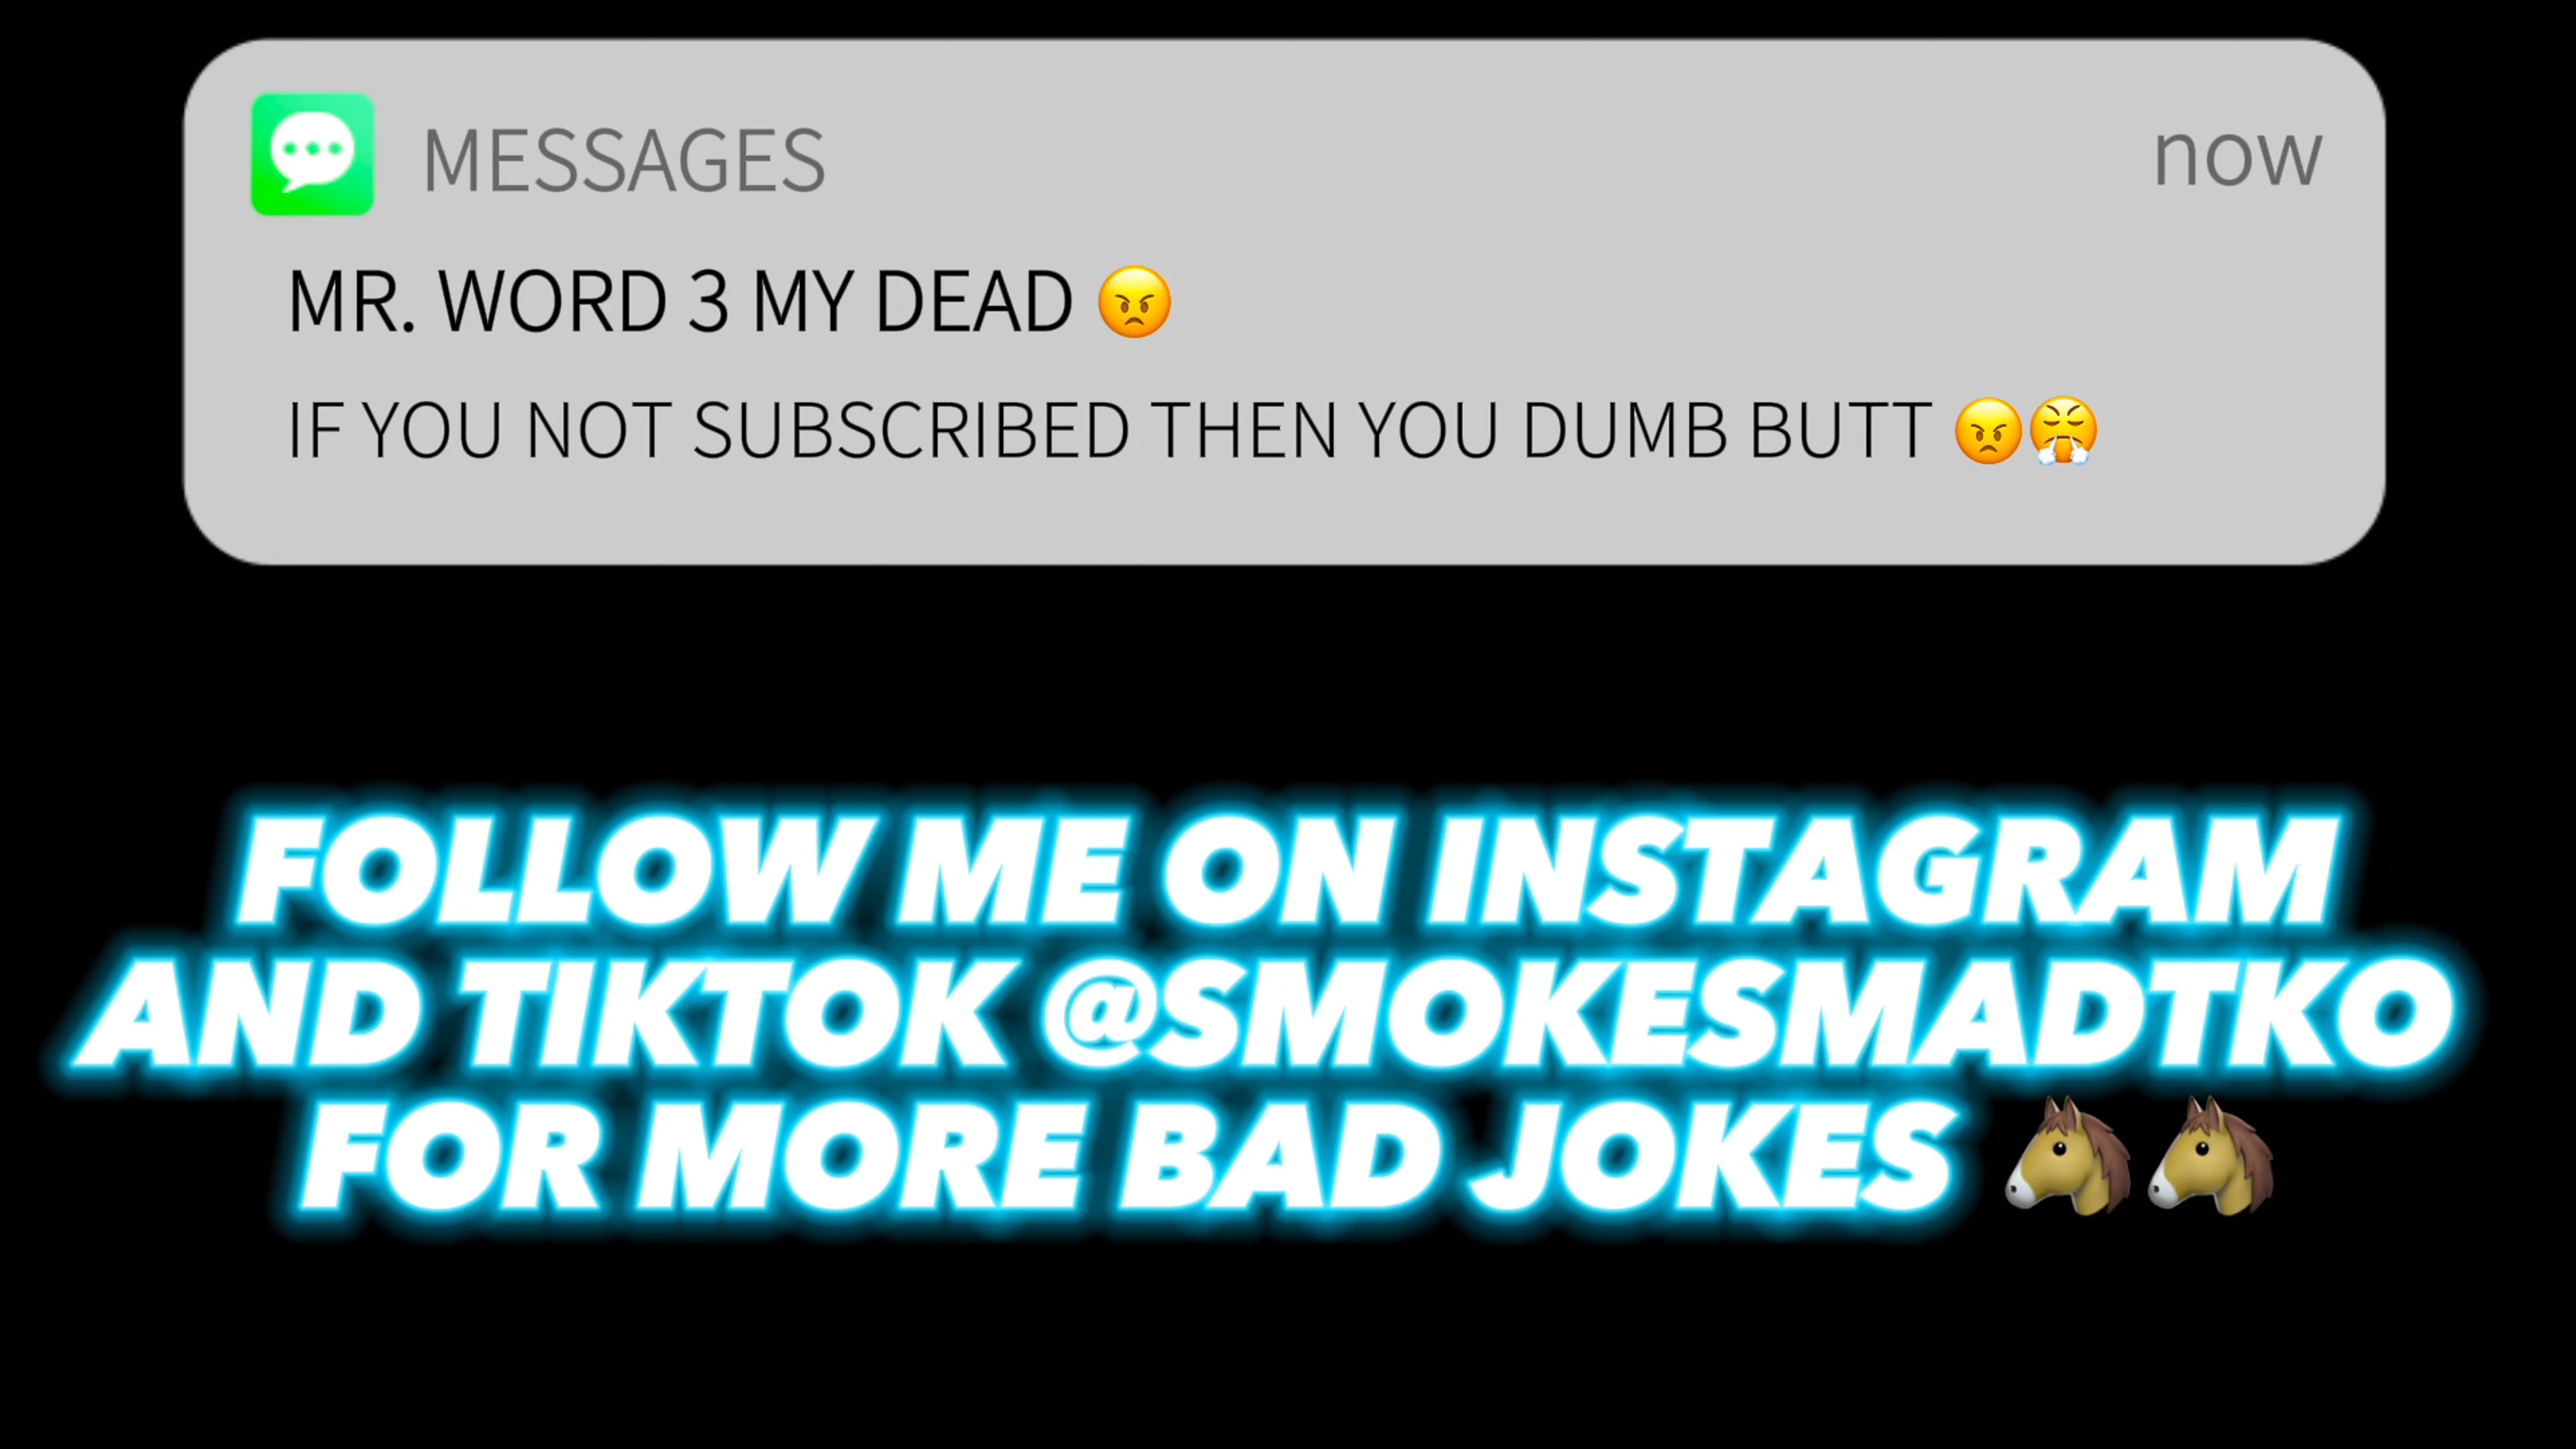 MESSAGES now
MR. WORD 3 MY DEAD 😠
IF YOU NOT SUBSCRIBED THEN YOU DUMB BUTT 😠😤
FOLLOW ME ON INSTAGRAM
AND TIKTOK @SMOKESMADTKO
FOR MORE BAD JOKES 🐴🐴